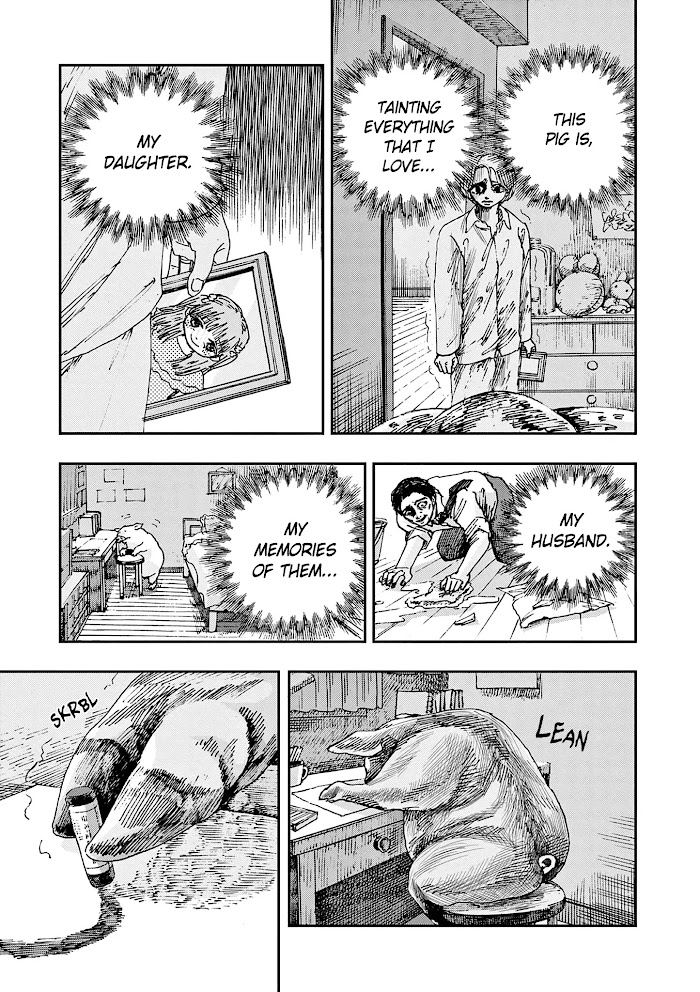 THIS
PIG IS,
TAINTING
EVERYTHING
THAT I
LOVE...
MY
DAUGHTER.
MY
HUSBAND.
MY
MEMORIES
OF THEM...
LEAN
SKRBL